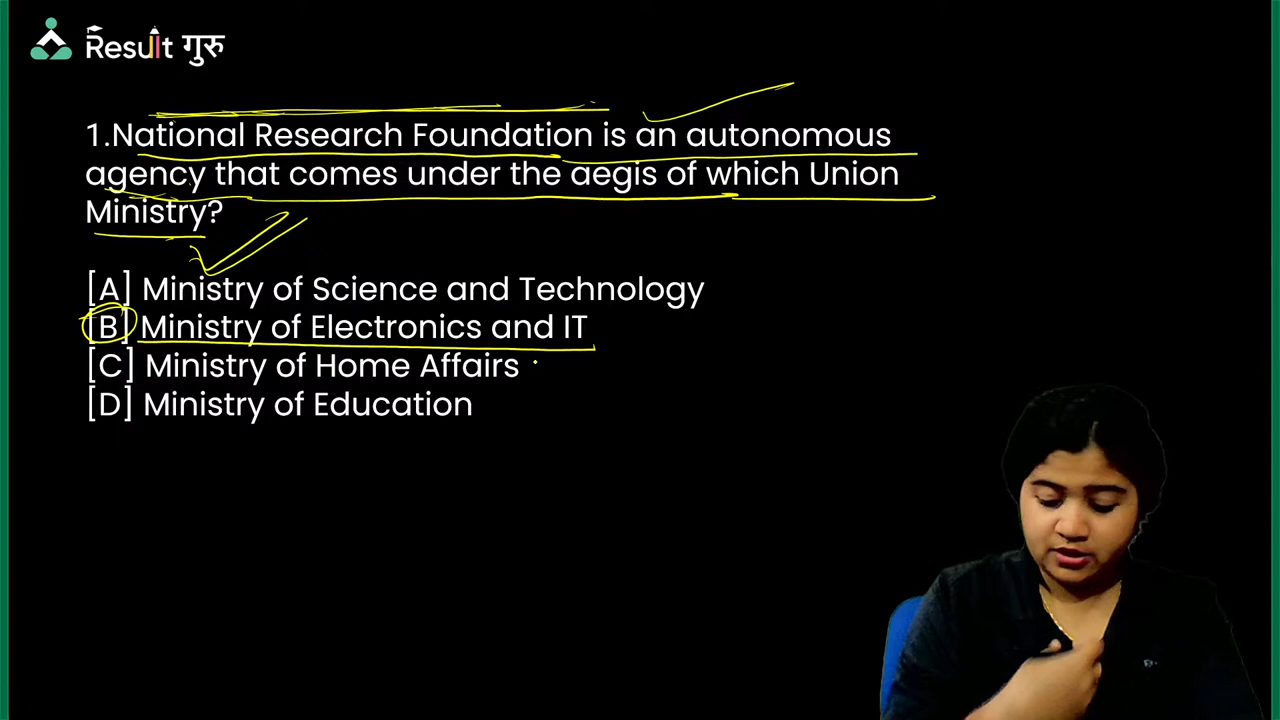 Result गुरु
1.National Research Foundation is an autonomous
agency that comes under the aegis of which Union
Ministry?
[A] Ministry of Science and Technology
[B] Ministry of Electronics and IT
[C] Ministry of Home Affairs
[D] Ministry of Education